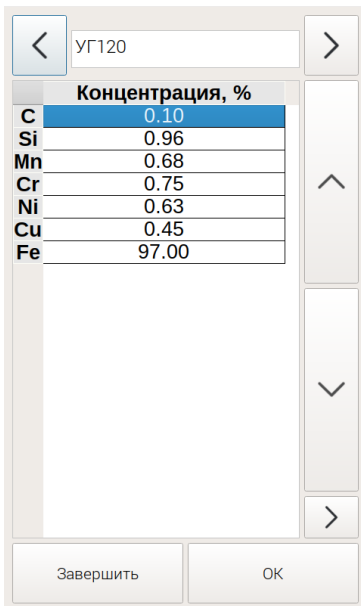 УГ120
Концентрация, %
C 0.10
Si 0.96
Mn 0.68
Cr 0.75
Ni 0.63
Cu 0.45
Fe 97.00
Завершить ОК